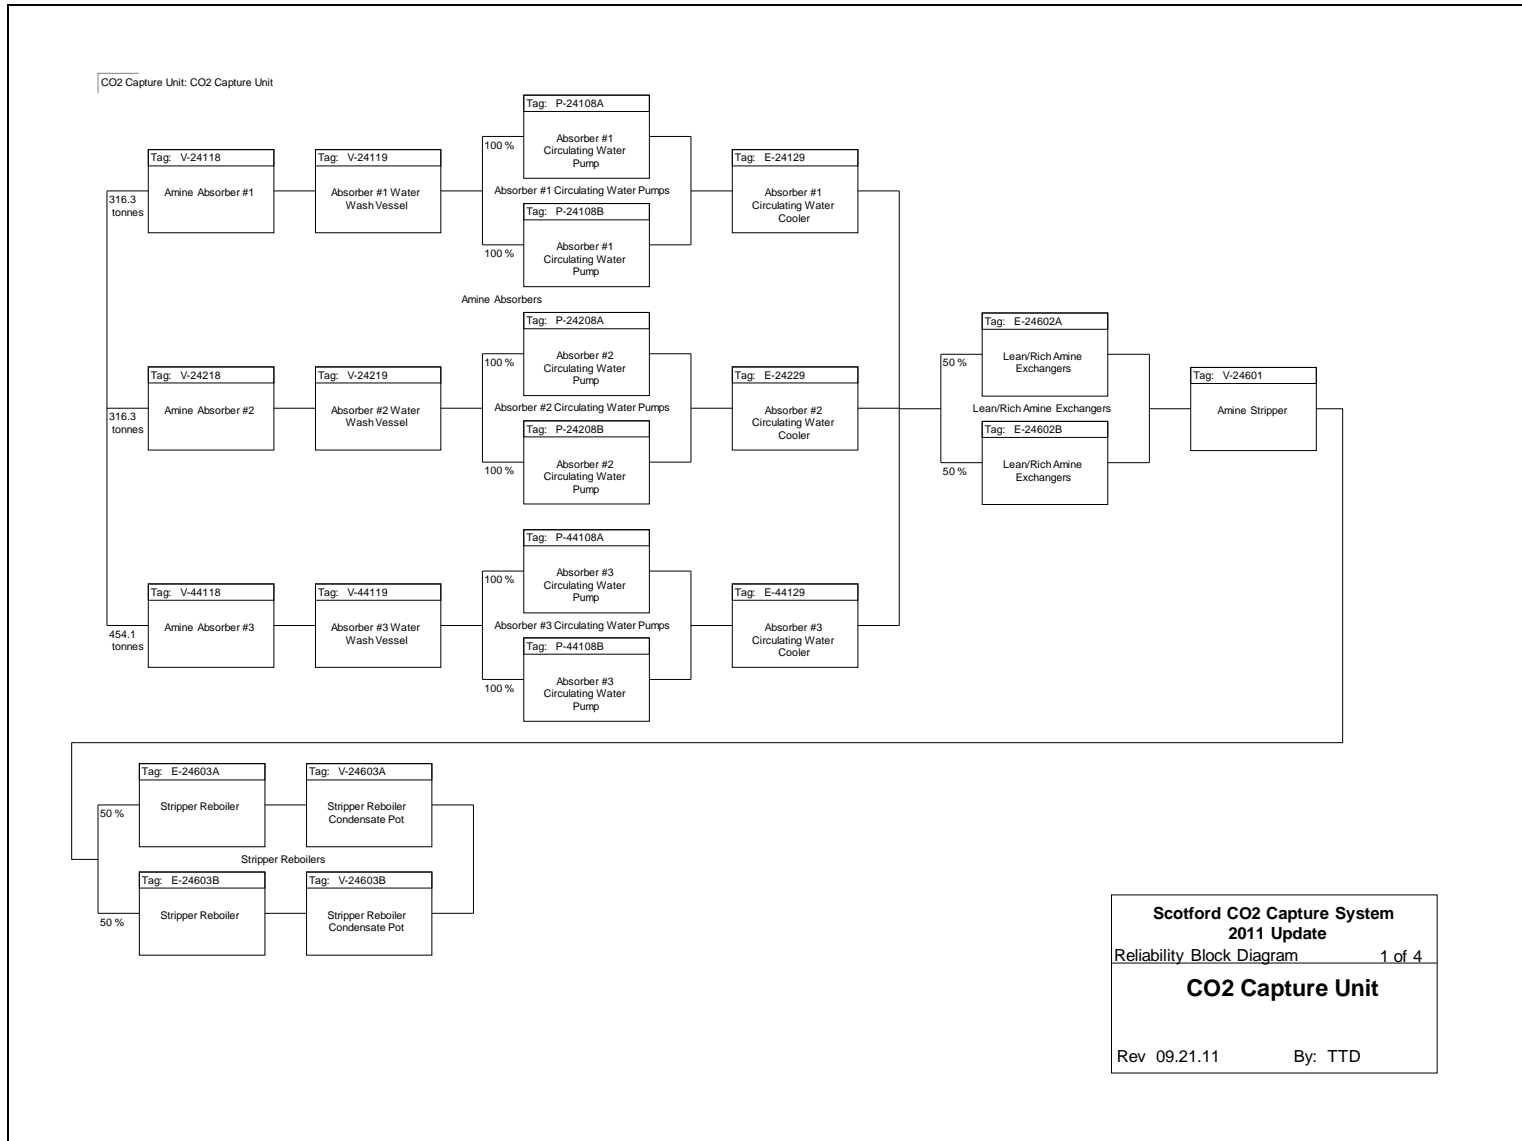 CO2 Capture Unit: CO2 Capture Unit
Tag: P-24108A
100 %
Absorber #1
Circulating Water
Pump
Tag: V-24118
Tag: V-24119
Tag: E-24129
316.3
tonnes
Amine Absorber #1
Absorber #1 Water
Wash Vessel
Absorber #1 Circulating Water Pumps
Absorber #1
Circulating Water
Cooler
Tag: P-24108B
100 %
Absorber #1
Circulating Water
Pump
Amine Absorbers
Tag: P-24208A
100 %
Absorber #2
Circulating Water
Pump
Tag: V-24218
Tag: V-24219
Tag: E-24229
316.3
tonnes
Amine Absorber #2
Absorber #2 Water
Wash Vessel
Absorber #2 Circulating Water Pumps
Absorber #2
Circulating Water
Cooler
Tag: P-24208B
100 %
Absorber #2
Circulating Water
Pump
Tag: E-24602A
50 %
Lean/Rich Amine
Exchangers
Lean/Rich Amine Exchangers
Tag: E-24602B
50 %
Lean/Rich Amine
Exchangers
Tag: V-24601
Amine Stripper
Tag: P-44108A
100 %
Absorber #3
Circulating Water
Pump
Tag: V-44118
Tag: V-44119
Tag: E-44129
454.1
tonnes
Amine Absorber #3
Absorber #3 Water
Wash Vessel
Absorber #3 Circulating Water Pumps
Absorber #3
Circulating Water
Cooler
Tag: P-44108B
100 %
Absorber #3
Circulating Water
Pump
Tag: E-24603A
Tag: V-24603A
50 %
Stripper Reboiler
Stripper Reboiler
Condensate Pot
Stripper Reboilers
Tag: E-24603B
Tag: V-24603B
50 %
Stripper Reboiler
Stripper Reboiler
Condensate Pot
Scotford CO2 Capture System
2011 Update
Reliability Block Diagram 1 of 4
CO2 Capture Unit
Rev 09.21.11 By: TTD